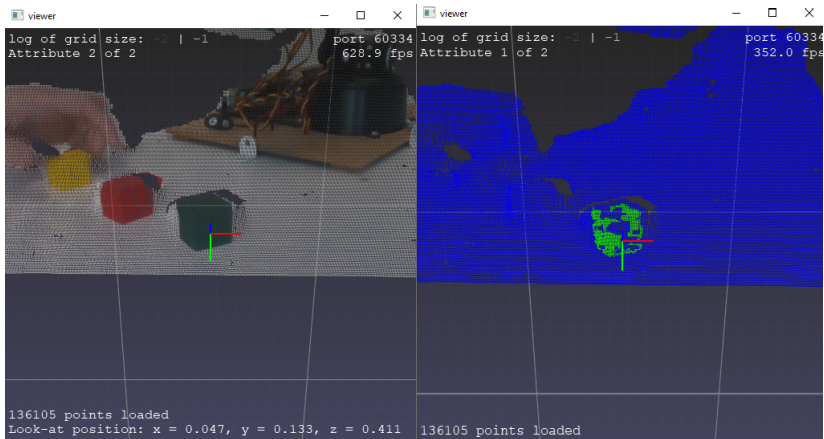 viewer
log of grid size: -2 | -1
port 60334
Attribute 2 of 2
628.9 fps
136105 points loaded
Look-at position: x = 0.047, y = 0.133, z = 0.411
viewer
log of grid size: -2 | -1
port 60334
Attribute 1 of 2
352.0 fps
136105 points loaded